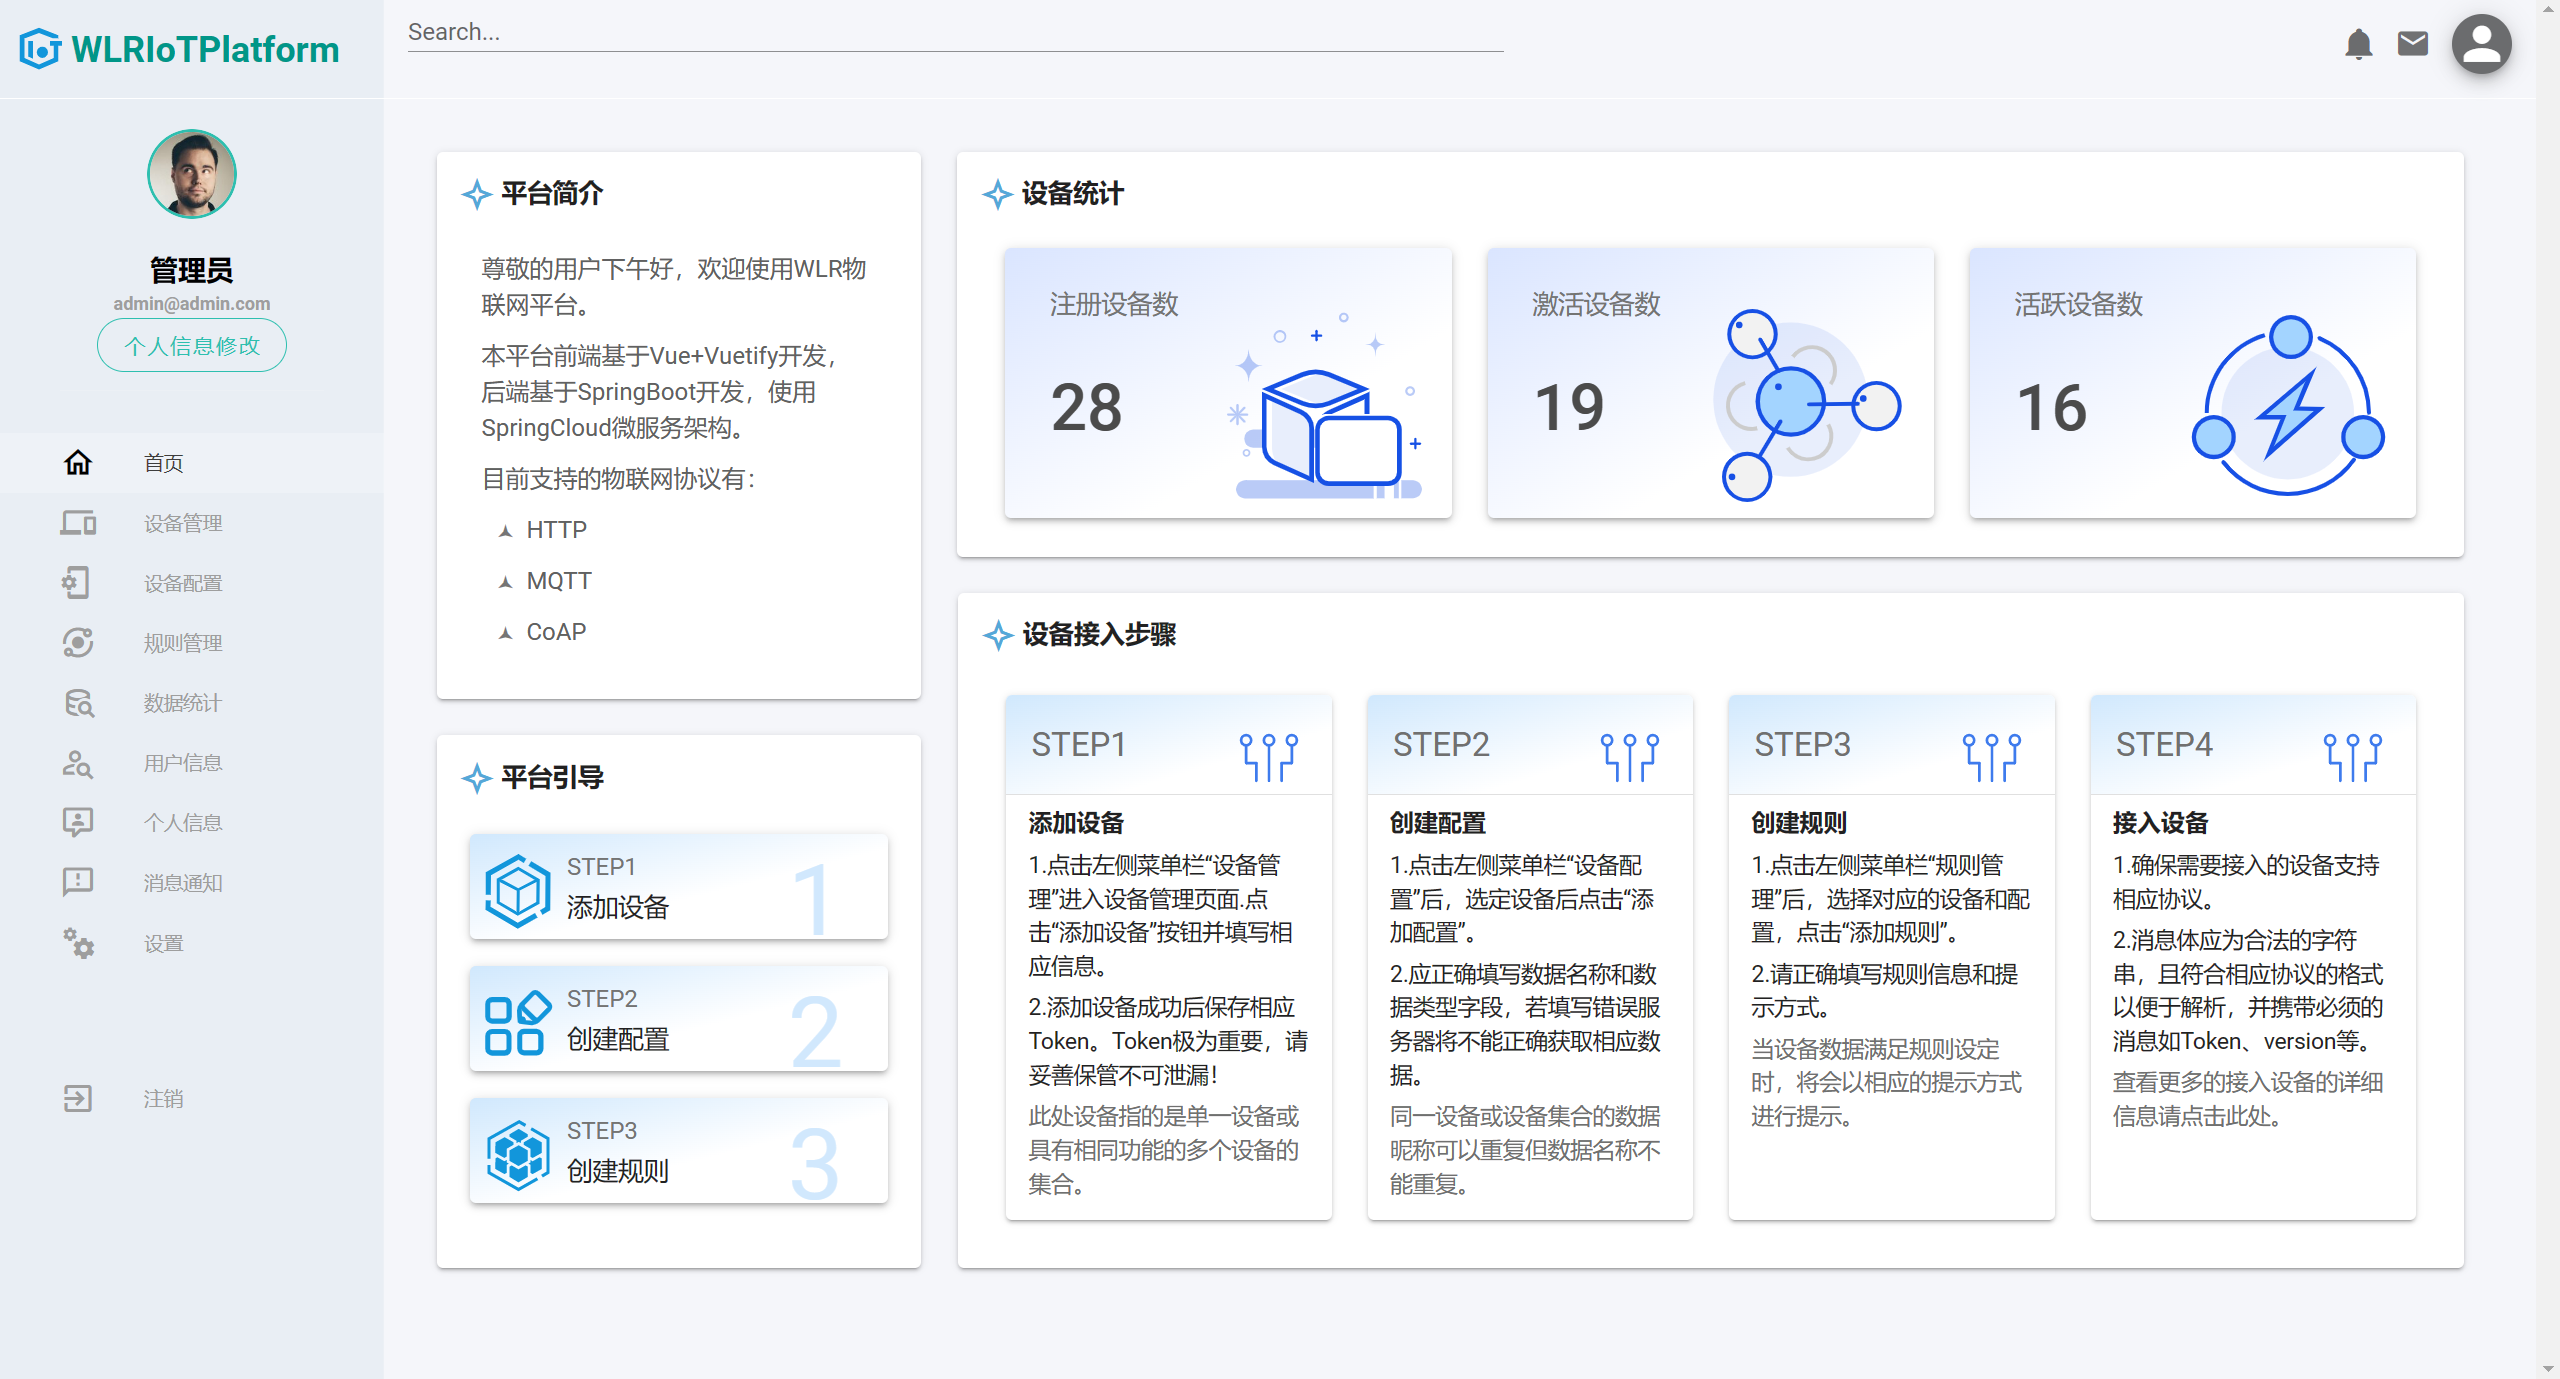 WLRIoTPlatform
Search...
管理员
admin@admin.com
个人信息修改
首页
设备管理
设备配置
规则管理
数据统计
用户信息
个人信息
消息通知
设置
注销
平台简介
尊敬的用户下午好，欢迎使用WLR物
联网平台。
本平台前端基于Vue+Vuetify开发，
后端基于SpringBoot开发，使用
SpringCloud微服务架构。
目前支持的物联网协议有：
HTTP
MQTT
CoAP
平台引导
STEP1
添加设备
1
STEP2
创建配置
2
STEP3
创建规则
3
设备统计
注册设备数
28
激活设备数
19
活跃设备数
16
设备接入步骤
STEP1
添加设备
1.点击左侧菜单栏“设备管
理”进入设备管理页面.点
击“添加设备”按钮并填写相
应信息。
2.添加设备成功后保存相应
Token。Token极为重要，请
妥善保管不可泄漏！
此处设备指的是单一设备或
具有相同功能的多个设备的
集合。
STEP2
创建配置
1.点击左侧菜单栏“设备配
置”后，选定设备后点击“添
加配置”。
2.应正确填写数据名称和数
据类型字段，若填写错误服
务器将不能正确获取相应数
据。
同一设备或设备集合的数据
昵称可以重复但数据名称不
能重复。
STEP3
创建规则
1.点击左侧菜单栏“规则管
理”后，选择对应的设备和配
置，点击“添加规则”。
2.请正确填写规则信息和提
示方式。
当设备数据满足规则设定
时，将会以相应的提示方式
进行提示。
STEP4
接入设备
1.确保需要接入的设备支持
相应协议。
2.消息体应为合法的字符
串，且符合相应协议的格式
以便于解析，并携带必须的
消息如Token、version等。
查看更多的接入设备的详细
信息请点击此处。